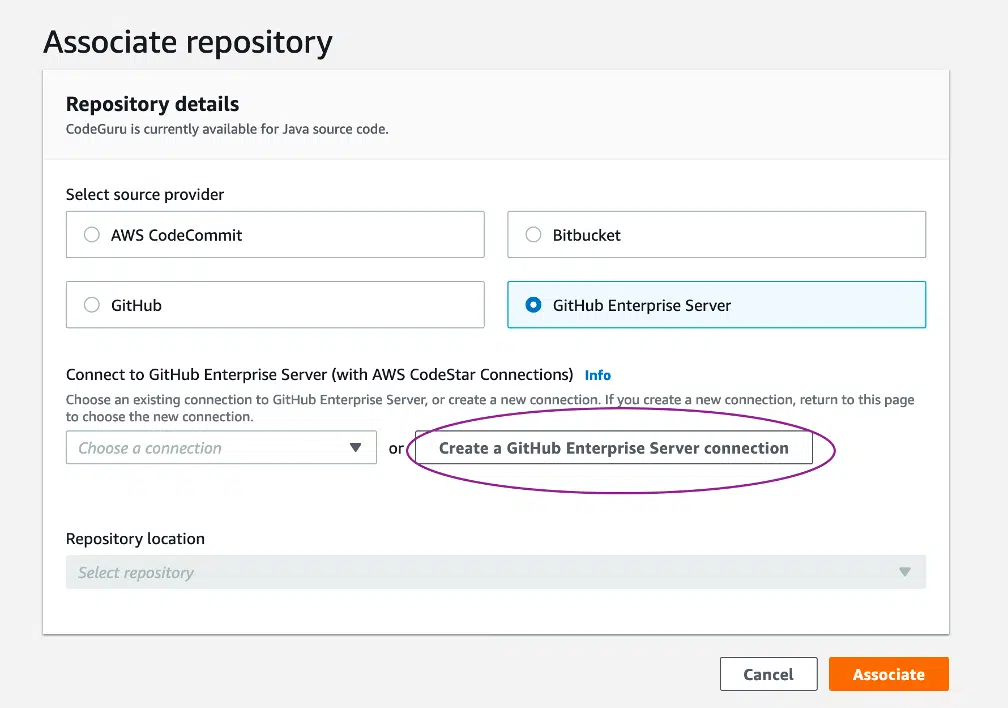 Associate repository
Repository details
CodeGuru is currently available for Java source code.
Select source provider
AWS CodeCommit
Bitbucket
GitHub
GitHub Enterprise Server
Connect to GitHub Enterprise Server (with AWS CodeStar Connections) Info
Choose an existing connection to GitHub Enterprise Server, or create a new connection. If you create a new connection, return to this page
to choose the new connection.
Choose a connection or Create a GitHub Enterprise Server connection
Repository location
Select repository
Cancel Associate